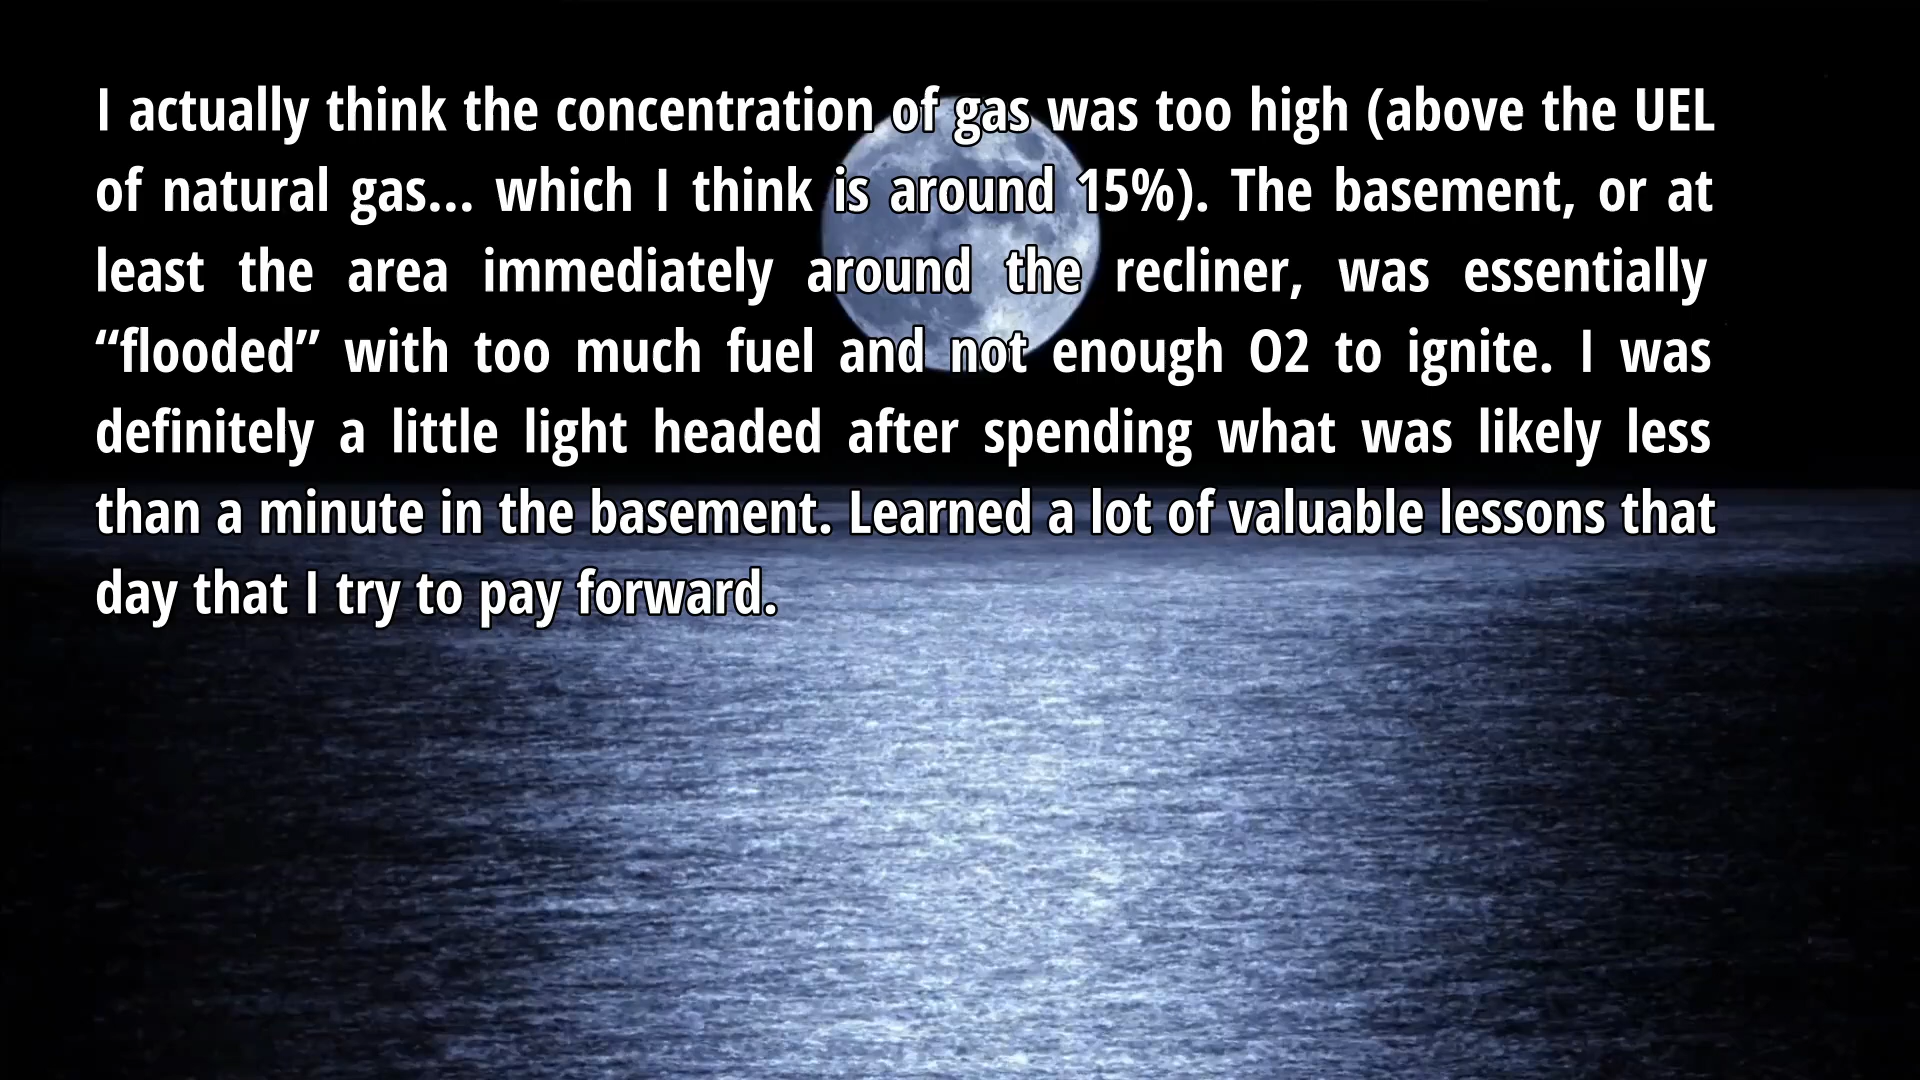 I actually think the concentration of gas was too high (above the UEL
of natural gas... which I think is around 15%). The basement, or at
least the area immediately around the recliner, was essentially
“flooded” with too much fuel and not enough O2 to ignite. I was
definitely a little light headed after spending what was likely less
than a minute in the basement. Learned a lot of valuable lessons that
day that I try to pay forward.